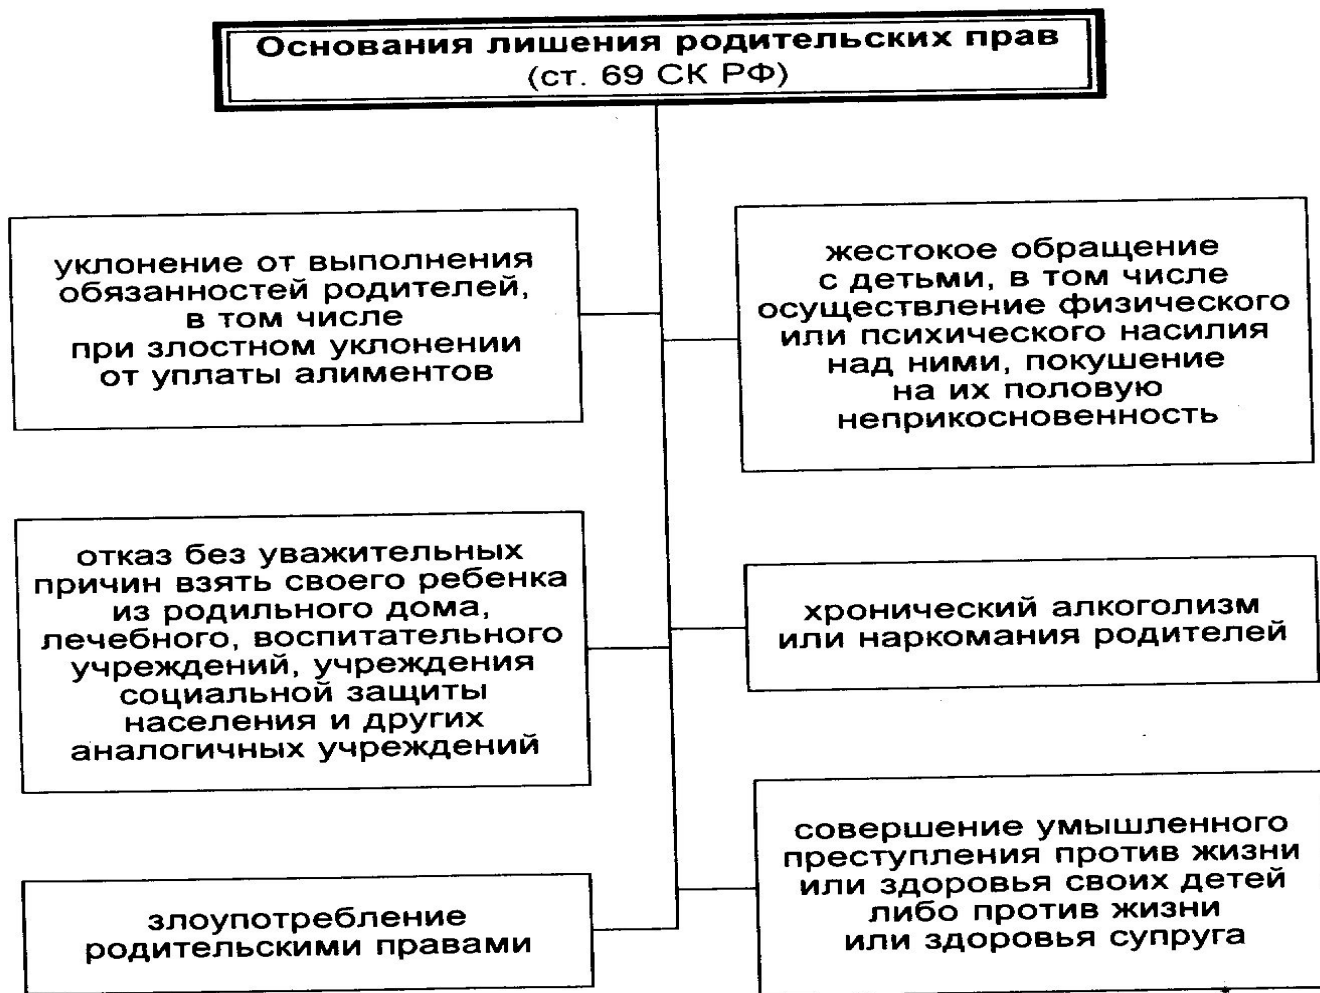 Основания лишения родительских прав
(ст. 69 СК РФ)
уклонение от выполнения
обязанностей родителей,
в том числе
при злостном уклонении
от уплаты алиментов
жестокое обращение
с детьми, в том числе
осуществление физического
или психического насилия
над ними, покушение
на их половую
неприкосновенность
отказ без уважительных
причин взять своего ребенка
из родильного дома,
лечебного, воспитательного
учреждений, учреждения
социальной защиты
населения и других
аналогичных учреждений
хронический алкоголизм
или наркомания родителей
злоупотребление
родительскими правами
совершение умышленного
преступления против жизни
или здоровья своих детей
либо против жизни
или здоровья супруга